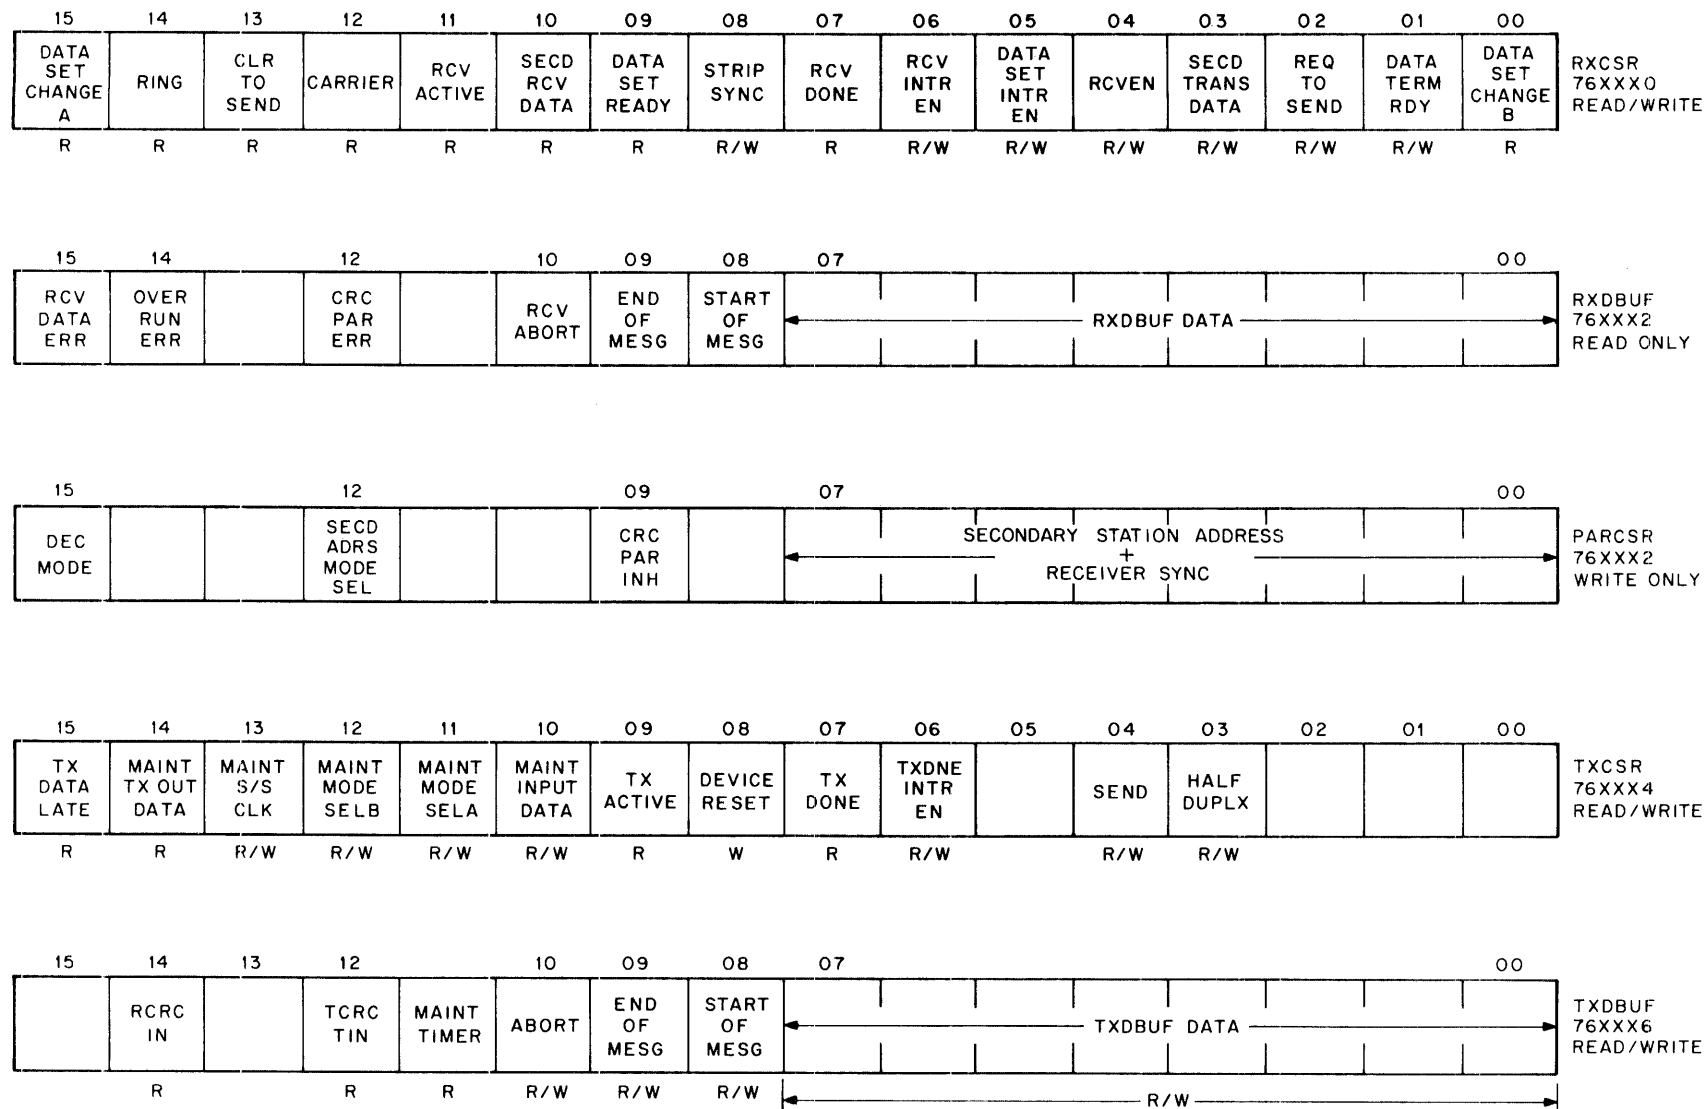 15 14 13 12 11 10 09 08 07 06 05 04 03 02 01 00
DATA SET CHANGE A
RING
CLR TO SEND
CARRIER
RCV ACTIVE
SECD RCV DATA
DATA SET READY
STRIP SYNC
RCV DONE
RCV INTR EN
DATA SET INTR EN
RCVEN
SECD TRANS DATA
REQ TO SEND
DATA TERM RDY
DATA SET CHANGE B
RXCSR
76XXX0
READ/WRITE
R R R R R R R R/W R R/W R/W R/W R/W R/W R/W R
15 14 12 10 09 08 07 00
RCV DATA ERR
OVER RUN ERR
CRC PAR ERR
RCV ABORT
END OF MESG
START OF MESG
RXDBUF DATA
RXDBUF
76XXX2
READ ONLY
15 12 09 07 00
DEC MODE
SECD ADRS MODE SEL
CRC PAR INH
SECONDARY STATION ADDRESS
+
RECEIVER SYNC
PARCSR
76XXX2
WRITE ONLY
15 14 13 12 11 10 09 08 07 06 05 04 03 02 01 00
TX DATA LATE
MAINT TX OUT DATA
MAINT S/S CLK
MAINT MODE SELB
MAINT MODE SELA
MAINT INPUT DATA
TX ACTIVE
DEVICE RESET
TX DONE
TXDNE INTR EN
SEND
HALF DUPLX
TXCSR
76XXX4
READ/WRITE
R R R/W R/W R/W R/W R W R R/W R/W R/W
15 14 13 12 10 09 08 07 00
RCRC IN
TCRC TIN
MAINT TIMER
ABORT
END OF MESG
START OF MESG
TXDBUF DATA
TXDBUF
76XXX6
READ/WRITE
R R R R/W R/W R/W R/W